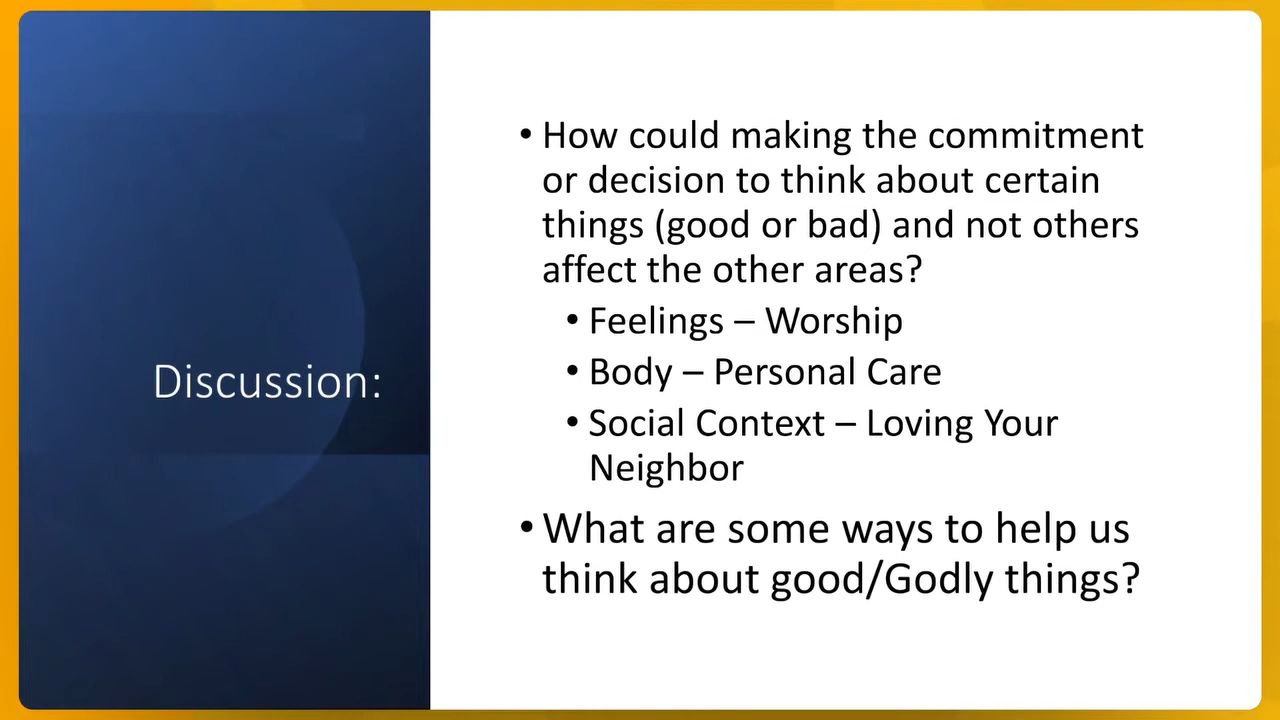 Discussion:
• How could making the commitment
or decision to think about certain
things (good or bad) and not others
affect the other areas?
• Feelings – Worship
• Body – Personal Care
• Social Context – Loving Your
Neighbor
• What are some ways to help us
think about good/Godly things?